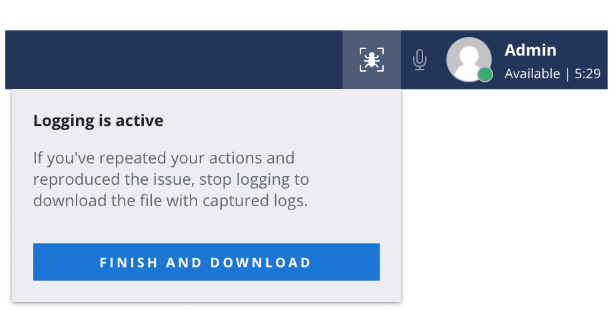 Admin
Available | 5:29
Logging is active
If you've repeated your actions and
reproduced the issue, stop logging to
download the file with captured logs.
FINISH AND DOWNLOAD